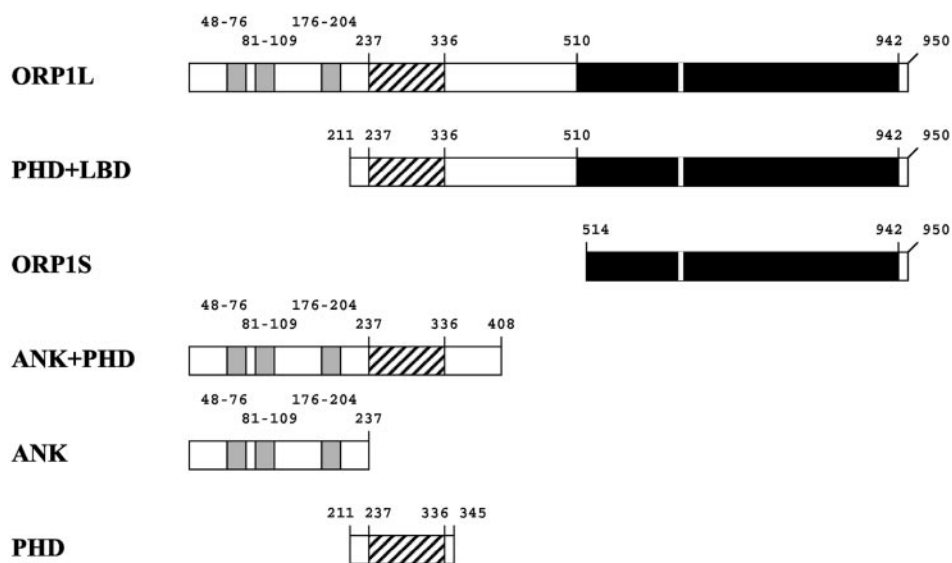 48-76 176-204
81-109 237 336 510 942 950
ORP1L
211 237 336 510 942 950
PHD+LBD
514 942 950
ORP1S
48-76 176-204
81-109 237 336 408
ANK+PHD
48-76 176-204
81-109 237
ANK
211 237 336 345
PHD